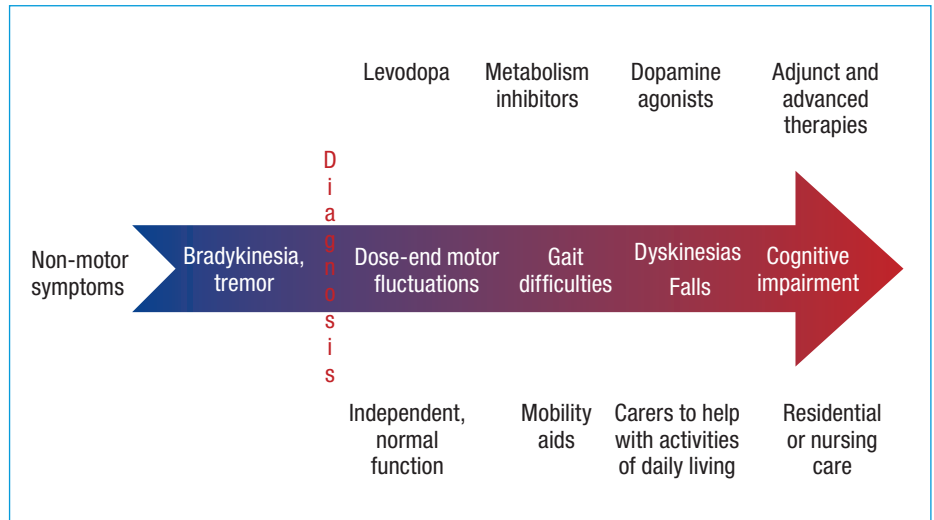 Levodopa
Metabolism
inhibitors
Dopamine
agonists
Adjunct and
advanced
therapies
Non-motor
symptoms
Bradykinesia,
tremor
Diagnosis
Dose-end motor
fluctuations
Gait
difficulties
Dyskinesias
Falls
Cognitive
impairment
Independent,
normal
function
Mobility
aids
Carers to help
with activities
of daily living
Residential
or nursing
care